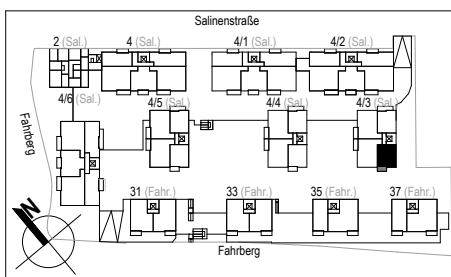 Salinenstraße
2 (Sal.) 4 (Sal.) 4/1 (Sal.) 4/2 (Sal.)
4/6 (Sal.) 4/5 (Sal.) 4/4 (Sal.) 4/3 (Sal.)
Fahrberg
31 (Fahr.) 33 (Fahr.) 35 (Fahr.) 37 (Fahr.)
N
Fahrberg